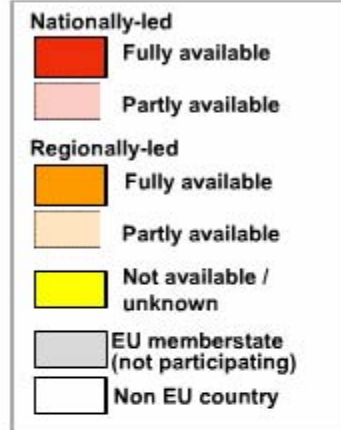 Nationally-led
Fully available
Partly available
Regionally-led
Fully available
Partly available
Not available /
unknown
EU memberstate
(not participating)
Non EU country